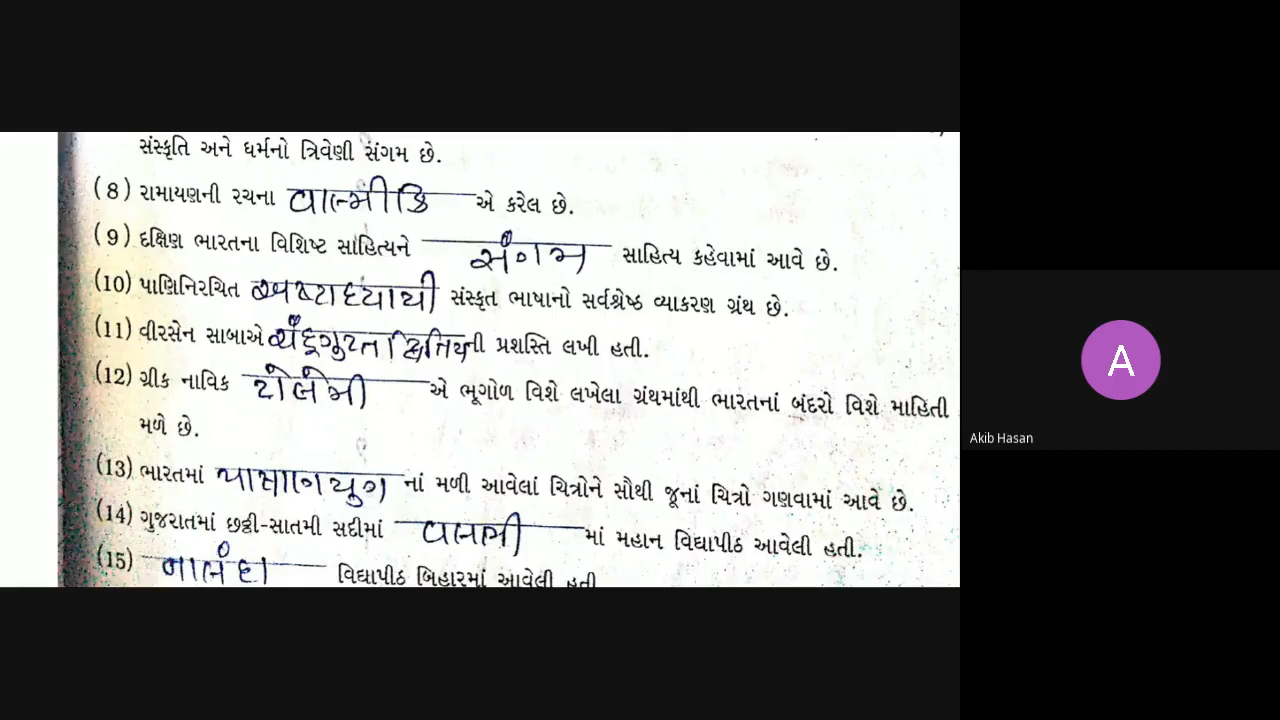 સંસ્કૃતિ અને ધર્મનો ત્રિવેણી સંગમ છે.
(8) રામાયણની રચના વાલ્મીકિ એ કરેલ છે.
(9) દક્ષિણ ભારતના વિશિષ્ટ સાહિત્યને સંગમ સાહિત્ય કહેવામાં આવે છે.
(10) પાણિનિરચિત અષ્ટાધ્યાયી સંસ્કૃત ભાષાનો સર્વશ્રેષ્ઠ વ્યાકરણ ગ્રંથ છે.
(11) વીરસેન સાબાએ ચંદ્રગુપ્ત દ્વિતિયની પ્રશસ્તિ લખી હતી.
(12) ગ્રીક નાવિક ટોલેમી એ ભૂગોળ વિશે લખેલા ગ્રંથમાંથી ભારતનાં બંદરો વિશે માહિતી
મળે છે.
(13) ભારતમાં પાષાણયુગ નાં મળી આવેલાં ચિત્રોને સૌથી જૂનાં ચિત્રો ગણવામાં આવે છે.
(14) ગુજરાતમાં છઠ્ઠી-સાતમી સદીમાં વલભી માં મહાન વિદ્યાપીઠ આવેલી હતી.
(15) નાલંદા વિદ્યાપીઠ બિહારમાં આવેલી હતી
A
Akib Hasan